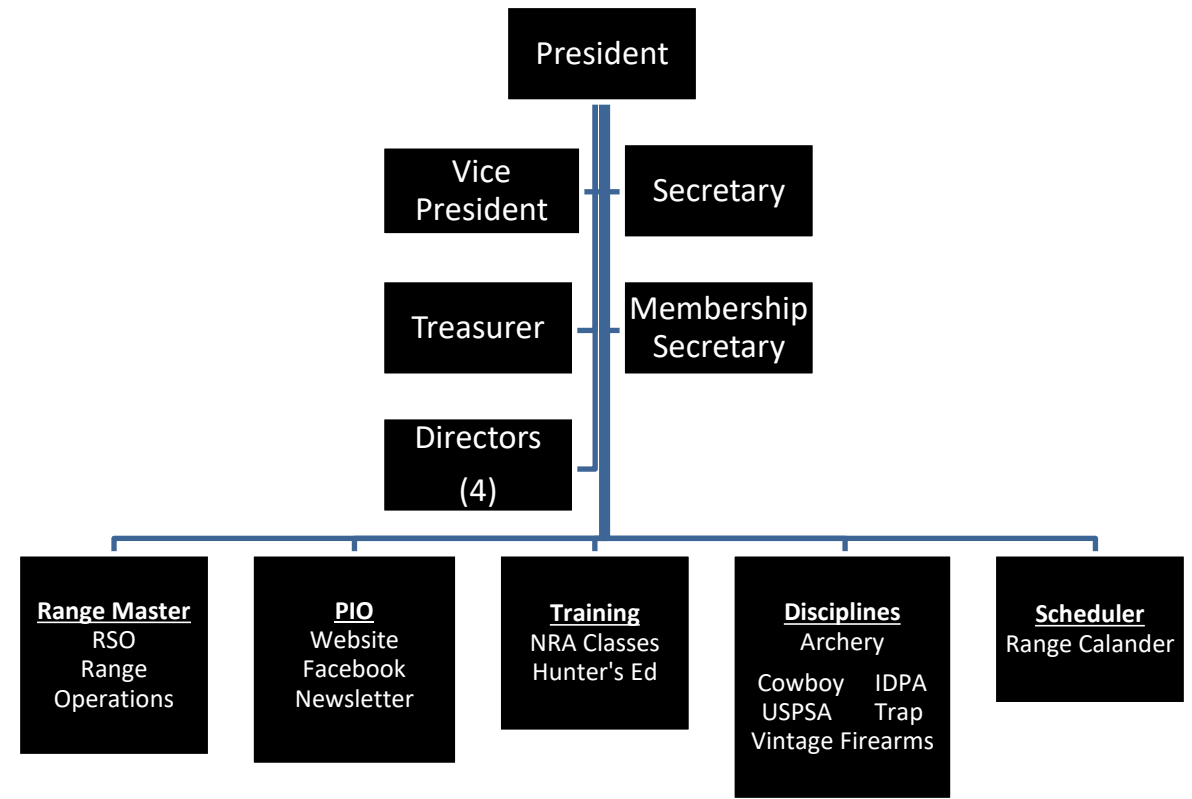 President
Vice
President
Secretary
Treasurer
Membership
Secretary
Directors
(4)
Range Master
RSO
Range
Operations
PIO
Website
Facebook
Newsletter
Training
NRA Classes
Hunter's Ed
Disciplines
Archery
Cowboy IDPA
USPSA Trap
Vintage Firearms
Scheduler
Range Calander